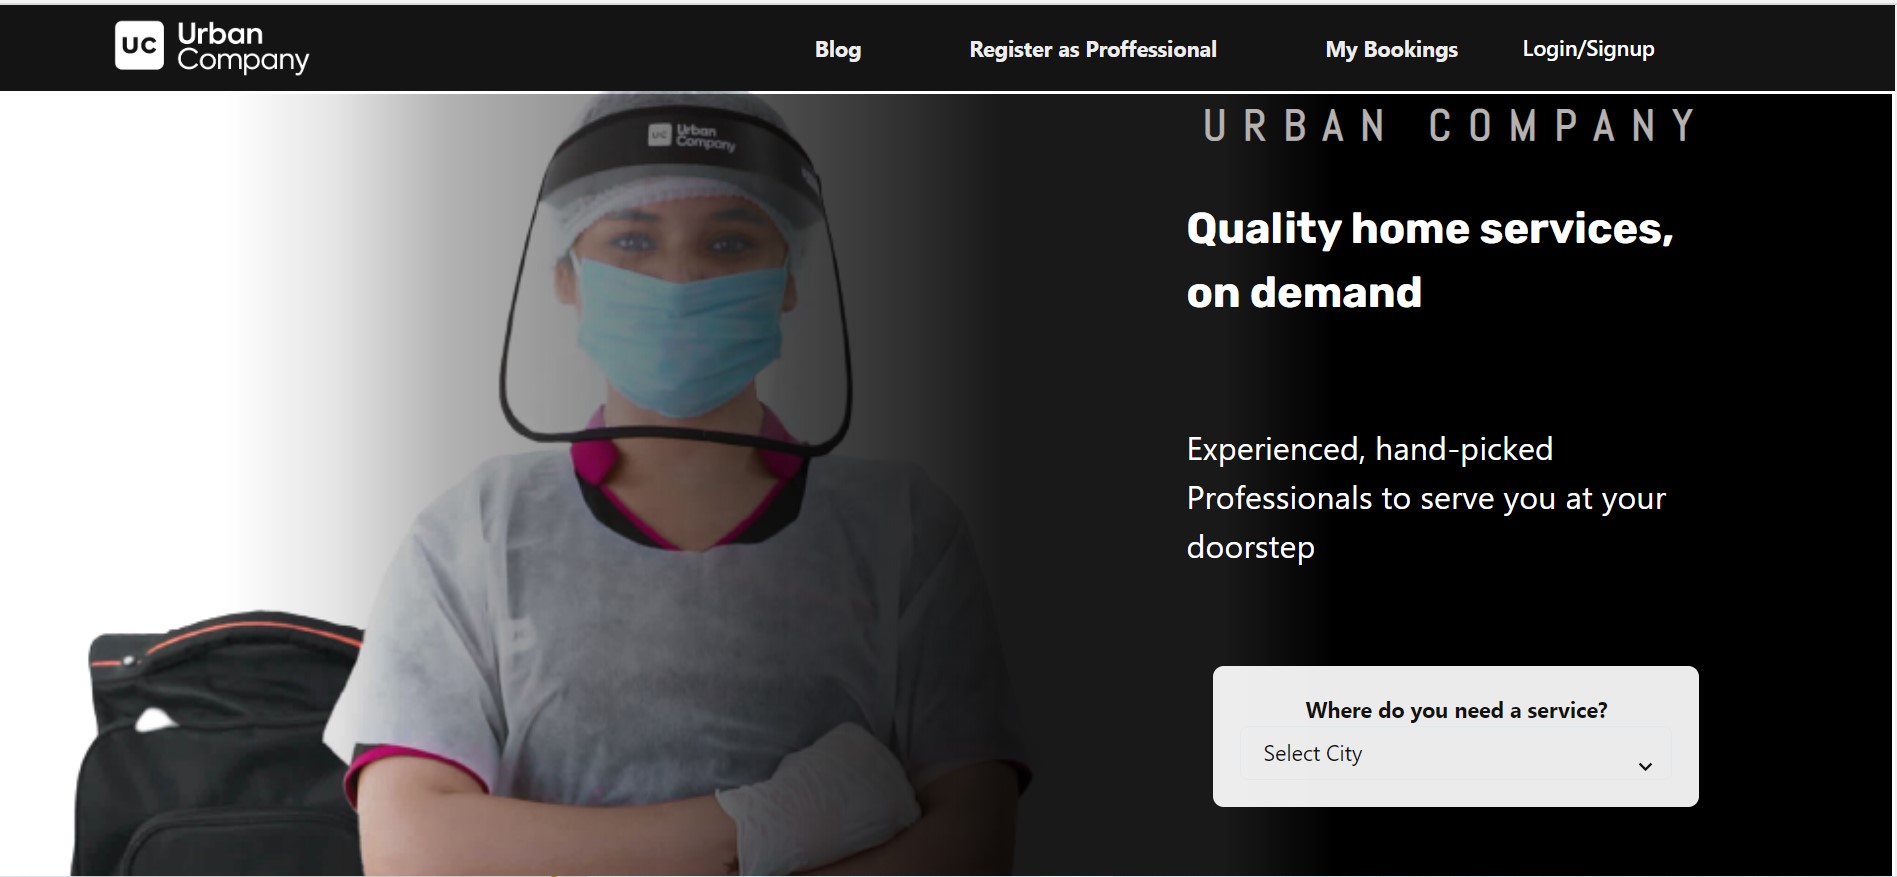 UC Urban
Company
Blog
Register as Proffessional
My Bookings
Login/Signup
UC Urban
Company
URBAN COMPANY
Quality home services,
on demand
Experienced, hand-picked
Professionals to serve you at your
doorstep
Where do you need a service?
Select City